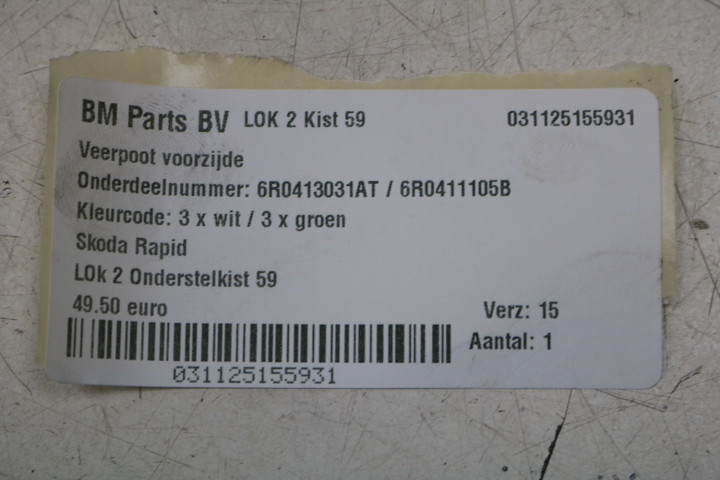 BM Parts BV LOK 2 Kist 59 031125155931
Veerpoot voorzijde
Onderdeelnummer: 6R0413031AT / 6R0411105B
Kleurcode: 3 x wit / 3 x groen
Skoda Rapid
LOk 2 Onderstelkist 59
49.50 euro Verz: 15
Aantal: 1
031125155931